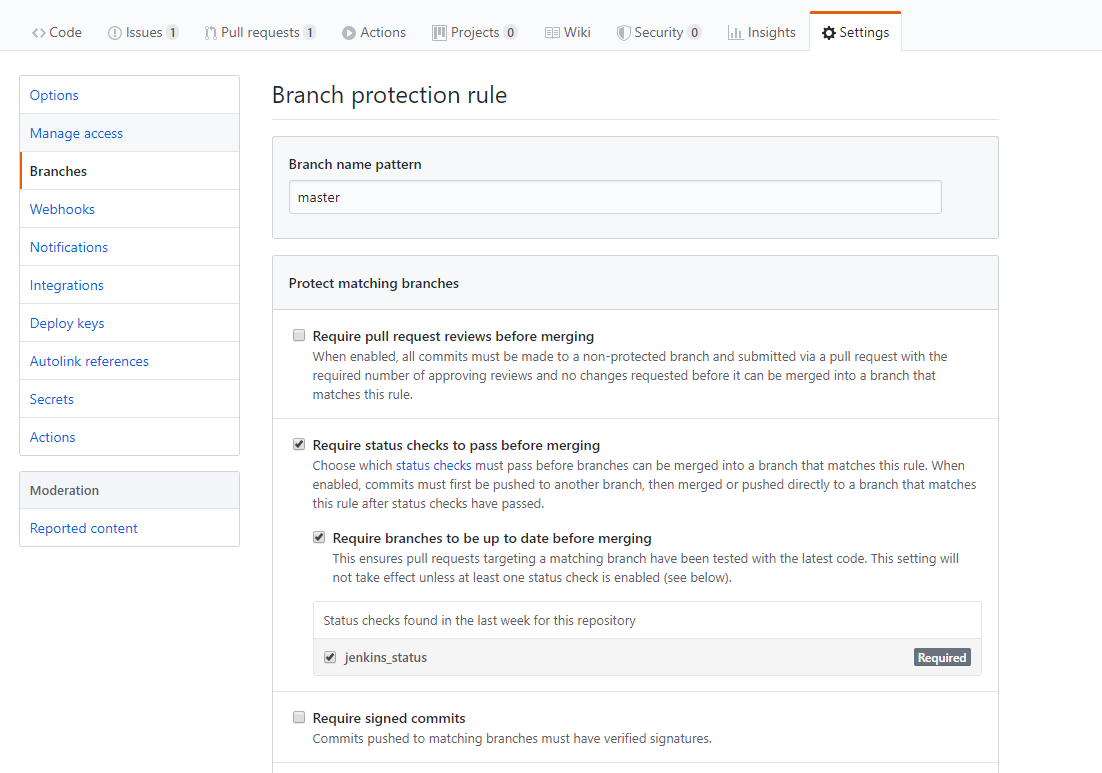 Code Issues 1 Pull requests 1 Actions Projects 0 Wiki Security 0 Insights Settings
Options
Manage access
Branches
Webhooks
Notifications
Integrations
Deploy keys
Autolink references
Secrets
Actions
Moderation
Reported content
Branch protection rule
Branch name pattern
master
Protect matching branches
Require pull request reviews before merging
When enabled, all commits must be made to a non-protected branch and submitted via a pull request with the
required number of approving reviews and no changes requested before it can be merged into a branch that
matches this rule.
Require status checks to pass before merging
Choose which status checks must pass before branches can be merged into a branch that matches this rule. When
enabled, commits must first be pushed to another branch, then merged or pushed directly to a branch that matches
this rule after status checks have passed.
Require branches to be up to date before merging
This ensures pull requests targeting a matching branch have been tested with the latest code. This setting will
not take effect unless at least one status check is enabled (see below).
Status checks found in the last week for this repository
jenkins_status Required
Require signed commits
Commits pushed to matching branches must have verified signatures.